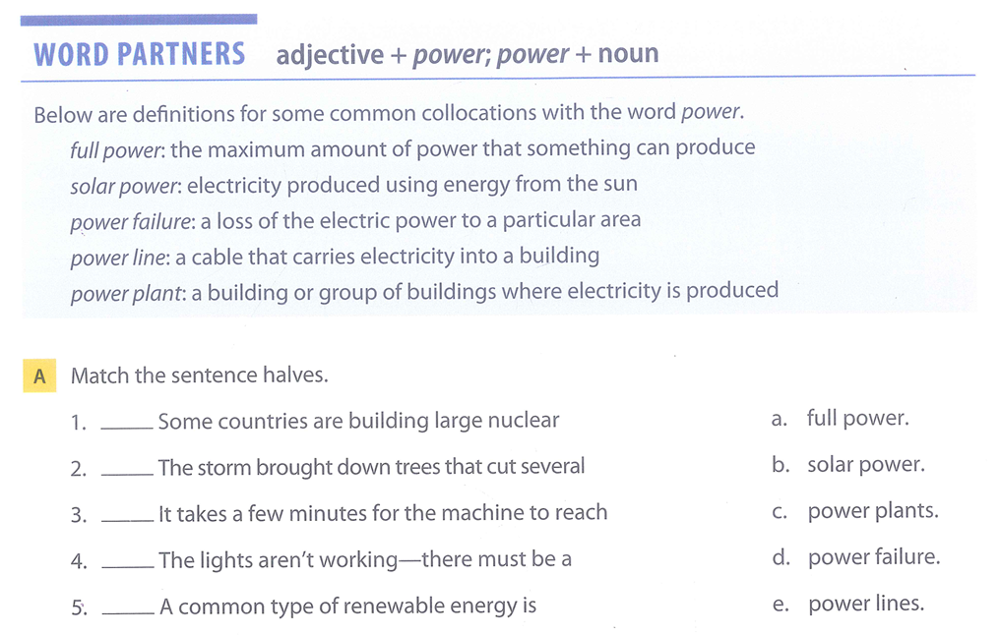 WORD PARTNERS adjective + power; power + noun
Below are definitions for some common collocations with the word power.
full power: the maximum amount of power that something can produce
solar power: electricity produced using energy from the sun
power failure: a loss of the electric power to a particular area
power line: a cable that carries electricity into a building
power plant: a building or group of buildings where electricity is produced
A Match the sentence halves.
1. _____ Some countries are building large nuclear a. full power.
2. _____ The storm brought down trees that cut several b. solar power.
3. _____ It takes a few minutes for the machine to reach c. power plants.
4. _____ The lights aren't working—there must be a d. power failure.
5. _____ A common type of renewable energy is e. power lines.